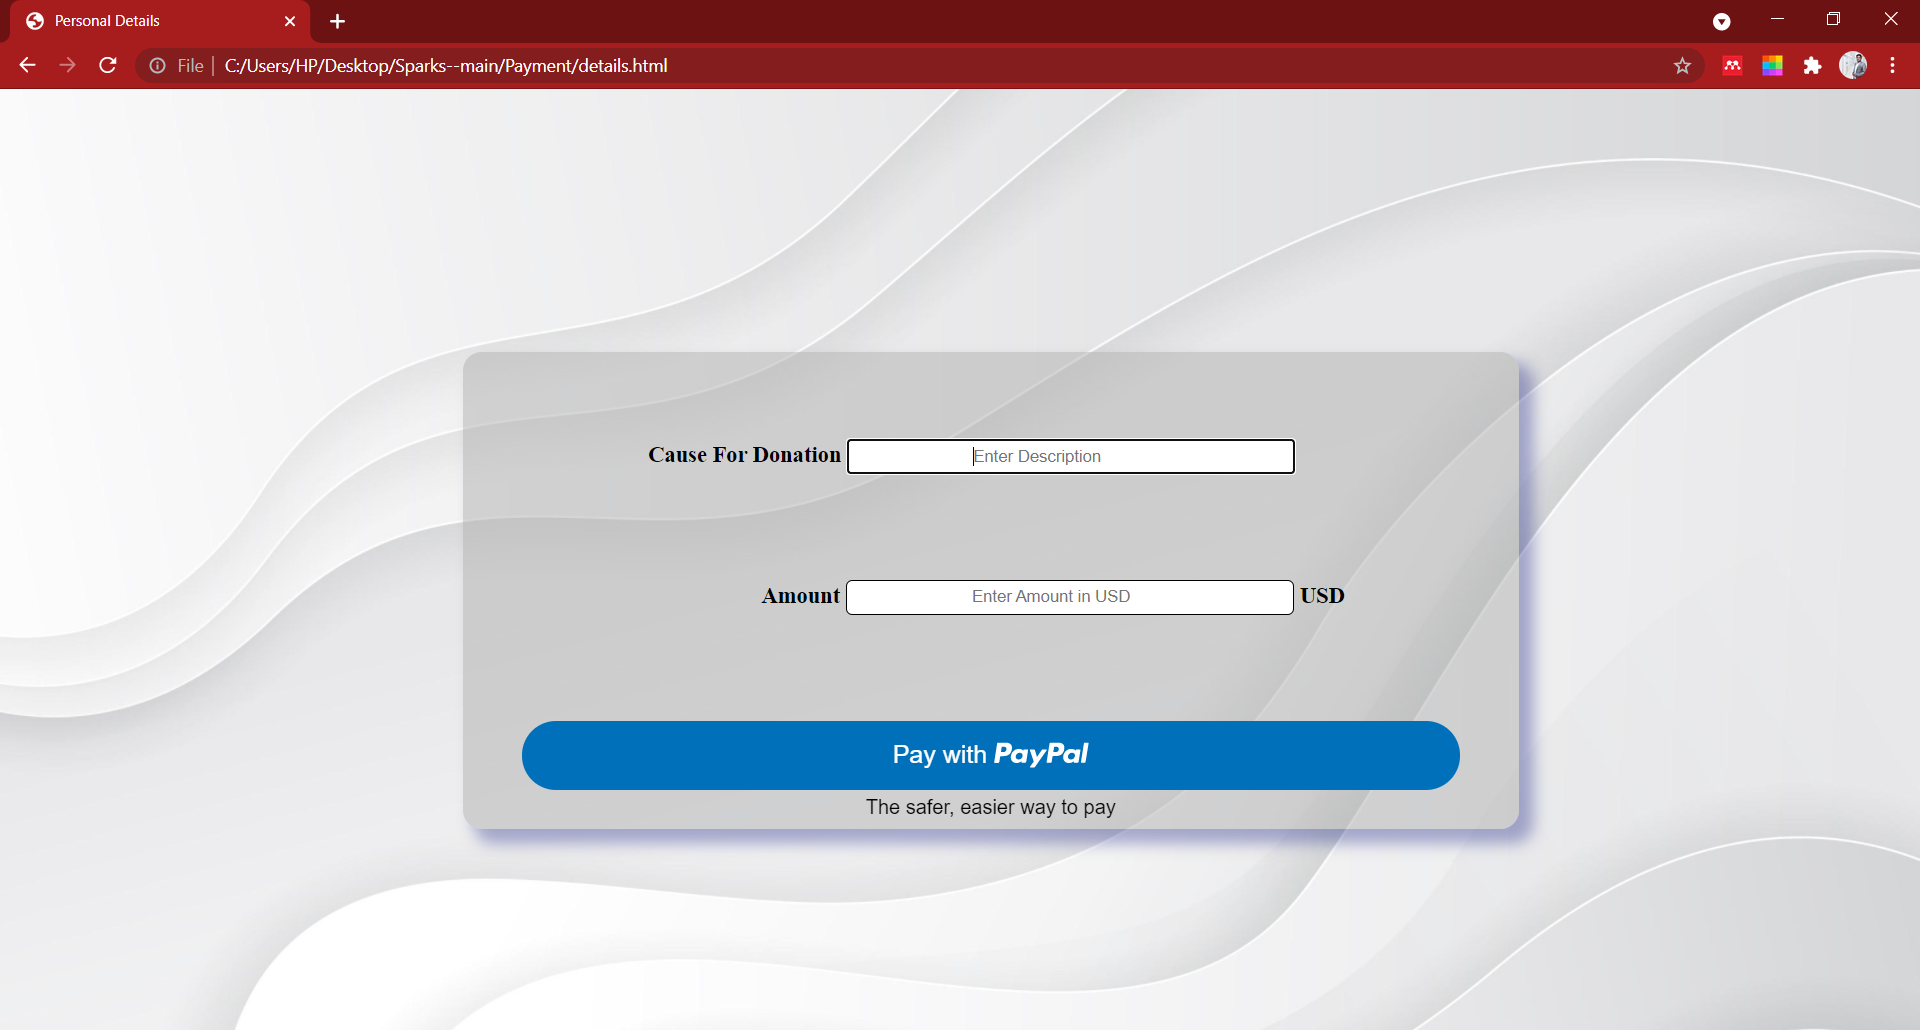 Personal Details
File
C:/Users/HP/Desktop/Sparks--main/Payment/details.html
Cause For Donation Enter Description
Amount Enter Amount in USD USD
Pay with PayPal
The safer, easier way to pay